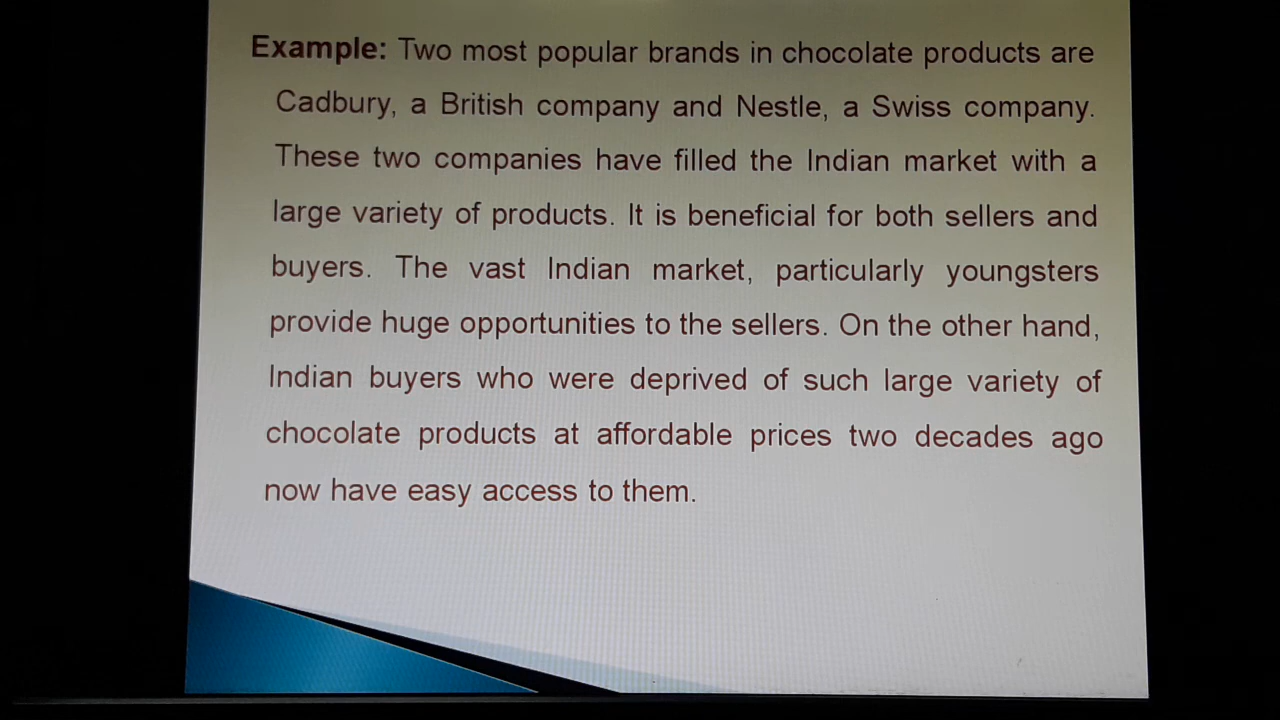 Example: Two most popular brands in chocolate products are
Cadbury, a British company and Nestle, a Swiss company.
These two companies have filled the Indian market with a
large variety of products. It is beneficial for both sellers and
buyers. The vast Indian market, particularly youngsters
provide huge opportunities to the sellers. On the other hand,
Indian buyers who were deprived of such large variety of
chocolate products at affordable prices two decades ago
now have easy access to them.